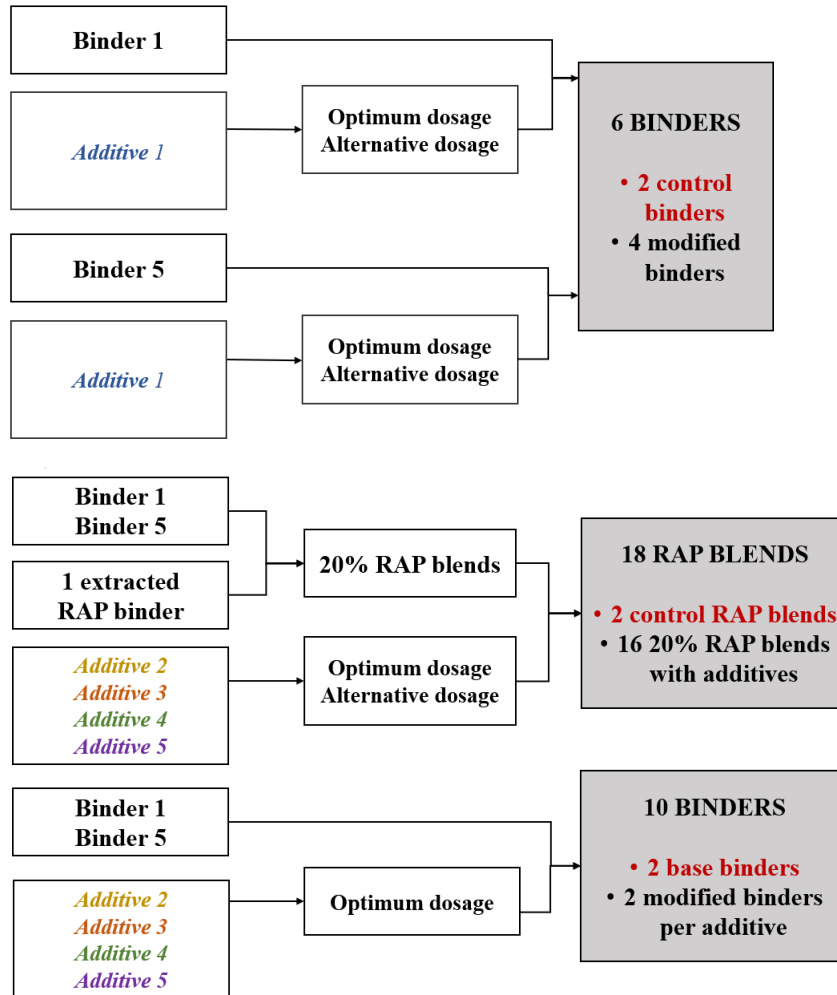 Binder 1
Additive 1
Optimum dosage
Alternative dosage
6 BINDERS
• 2 control
binders
• 4 modified
binders
Binder 5
Additive 1
Optimum dosage
Alternative dosage
Binder 1
Binder 5
1 extracted
RAP binder
20% RAP blends
Additive 2
Additive 3
Additive 4
Additive 5
Optimum dosage
Alternative dosage
18 RAP BLENDS
• 2 control RAP blends
• 16 20% RAP blends
with additives
Binder 1
Binder 5
Additive 2
Additive 3
Additive 4
Additive 5
Optimum dosage
10 BINDERS
• 2 base binders
• 2 modified binders
per additive